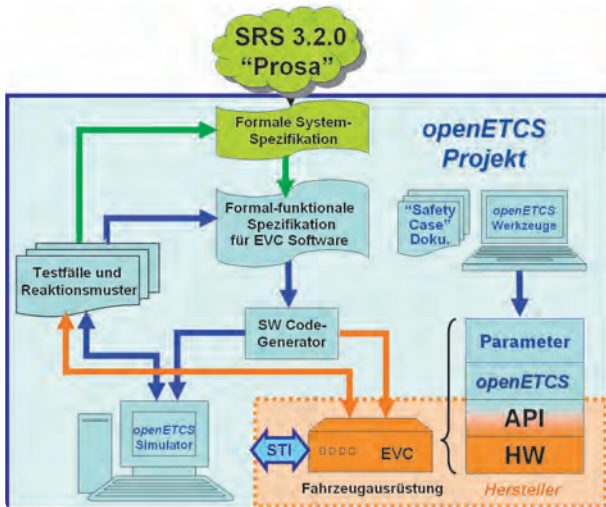 SRS 3.2.0
“Prosa”
Formale System-
Spezifikation
openETCS
Projekt
Formal-funktionale
Spezifikation
für EVC Software
“Safety
Case”
Doku.
openETCS
Werkzeuge
Testfälle und
Reaktionsmuster
SW Code-
Generator
Parameter
openETCS
API
HW
openETCS
Simulator
STI
EVC
Fahrzeugausrüstung
Hersteller